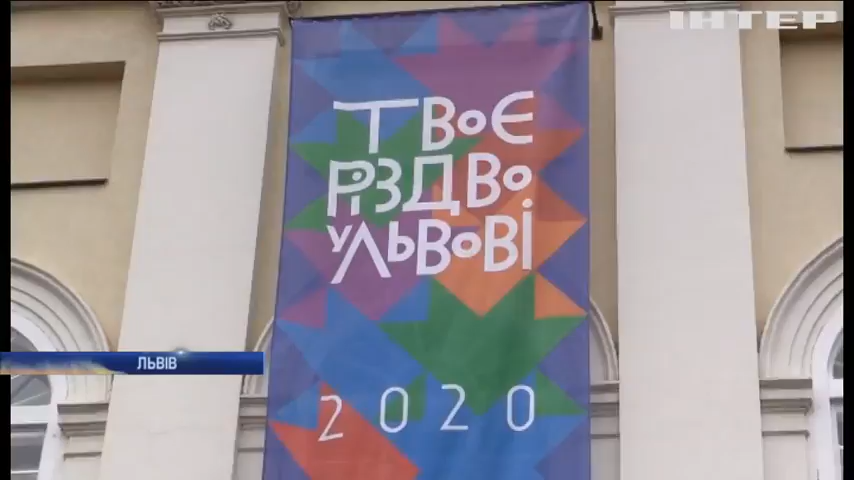 ІНТЕР
ТВОЄ
РІЗДВО
У ЛЬВОВІ
ЛЬВІВ
2020